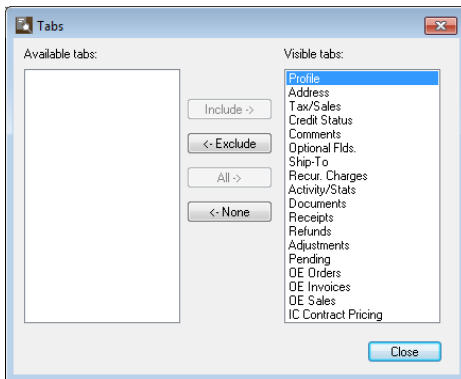 Tabs
Available tabs:
Visible tabs:
Include ->
<- Exclude
All ->
<- None
Profile
Address
Tax/Sales
Credit Status
Comments
Optional Flds.
Ship-To
Recur. Charges
Activity/Stats
Documents
Receipts
Refunds
Adjustments
Pending
OE Orders
OE Invoices
OE Sales
IC Contract Pricing
Close